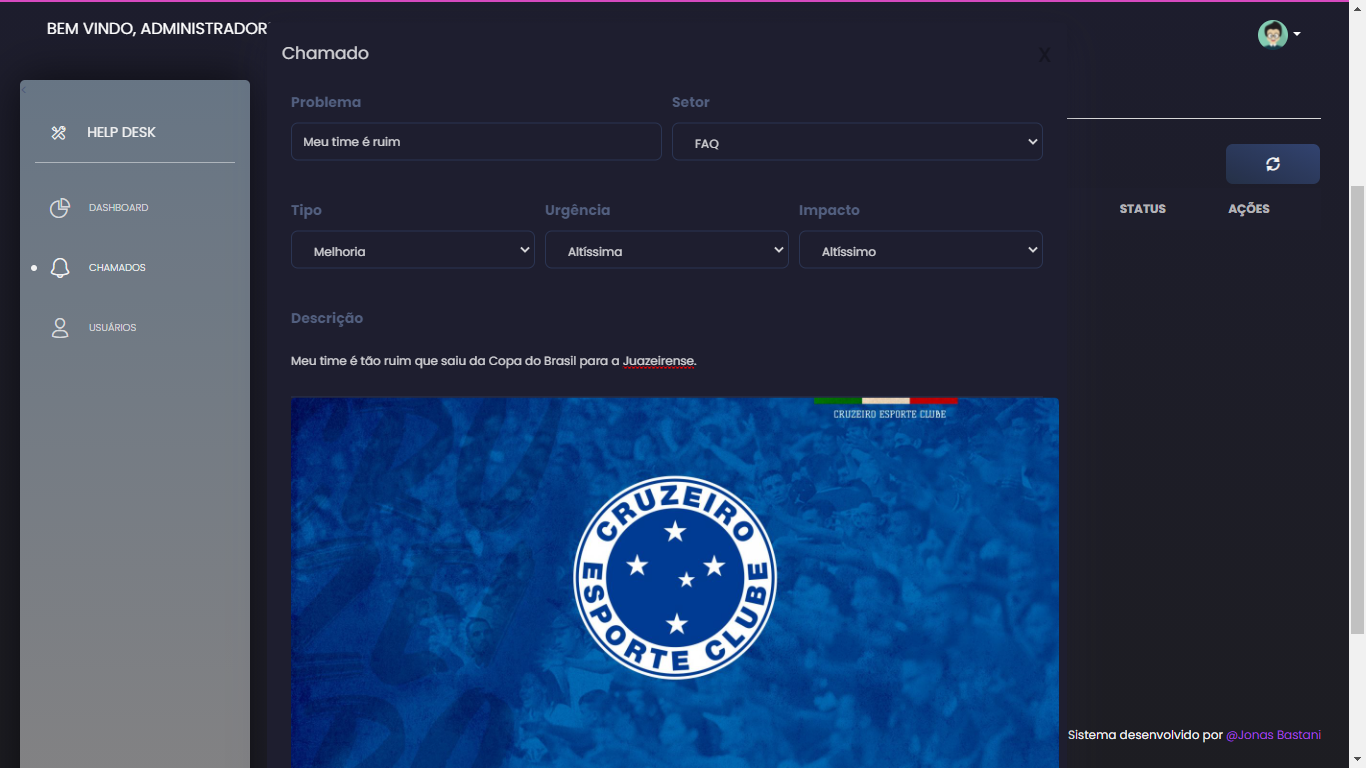 BEM VINDO, ADMINISTRADOR
Chamado
X
HELP DESK
DASHBOARD
CHAMADOS
USUÁRIOS
Problema
Setor
Meu time é ruim
FAQ
Tipo
Urgência
Impacto
Melhoria
Altíssima
Altíssimo
STATUS
AÇÕES
Descrição
Meu time é tão ruim que saiu da Copa do Brasil para a Juazeirense.
CRUZEIRO ESPORTE CLUBE
CRUZEIRO
ESPORTE CLUBE
Sistema desenvolvido por @Jonas Bastani